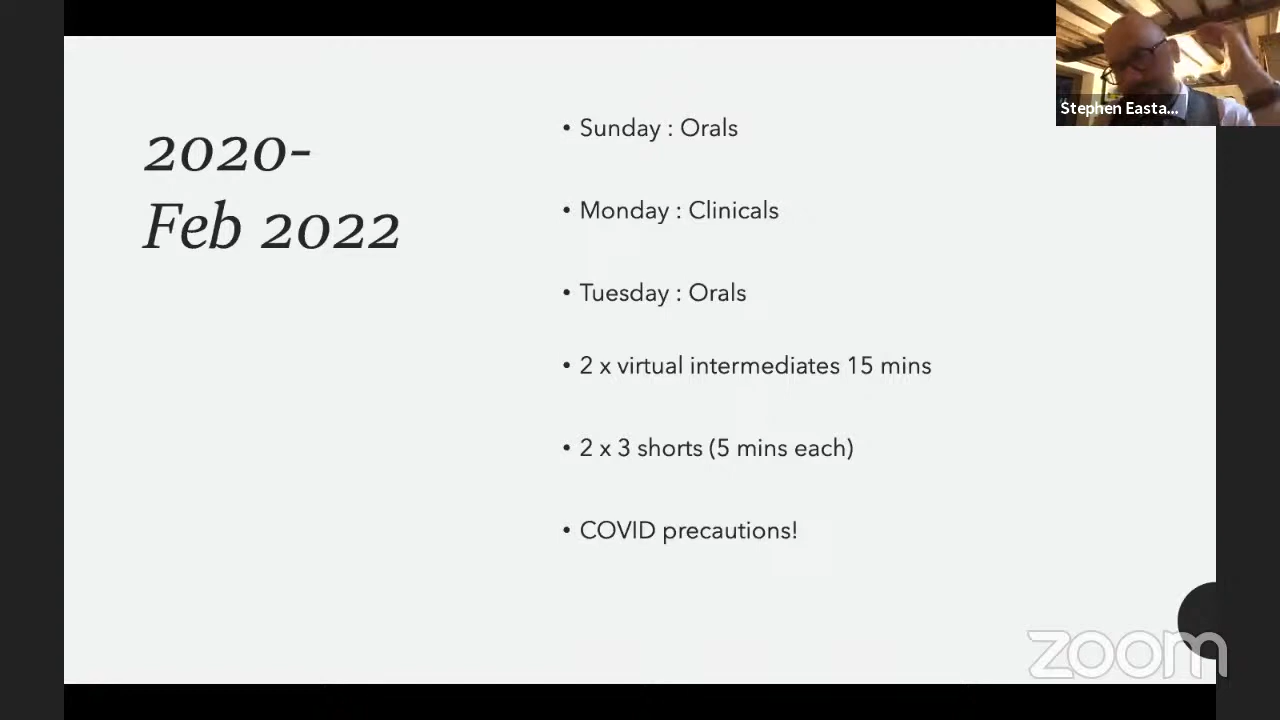 2020-
Feb 2022
• Sunday : Orals
• Monday : Clinicals
• Tuesday : Orals
• 2 x virtual intermediates 15 mins
• 2 x 3 shorts (5 mins each)
• COVID precautions!
Stephen Easta...
zoom